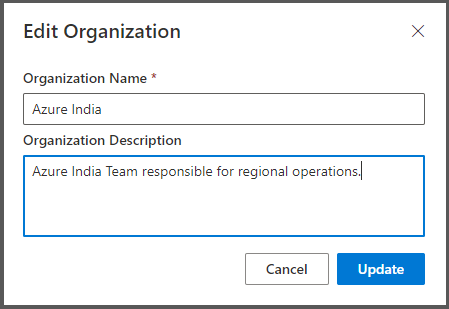 Edit Organization
Organization Name *
Azure India
Organization Description
Azure India Team responsible for regional operations.
Cancel
Update